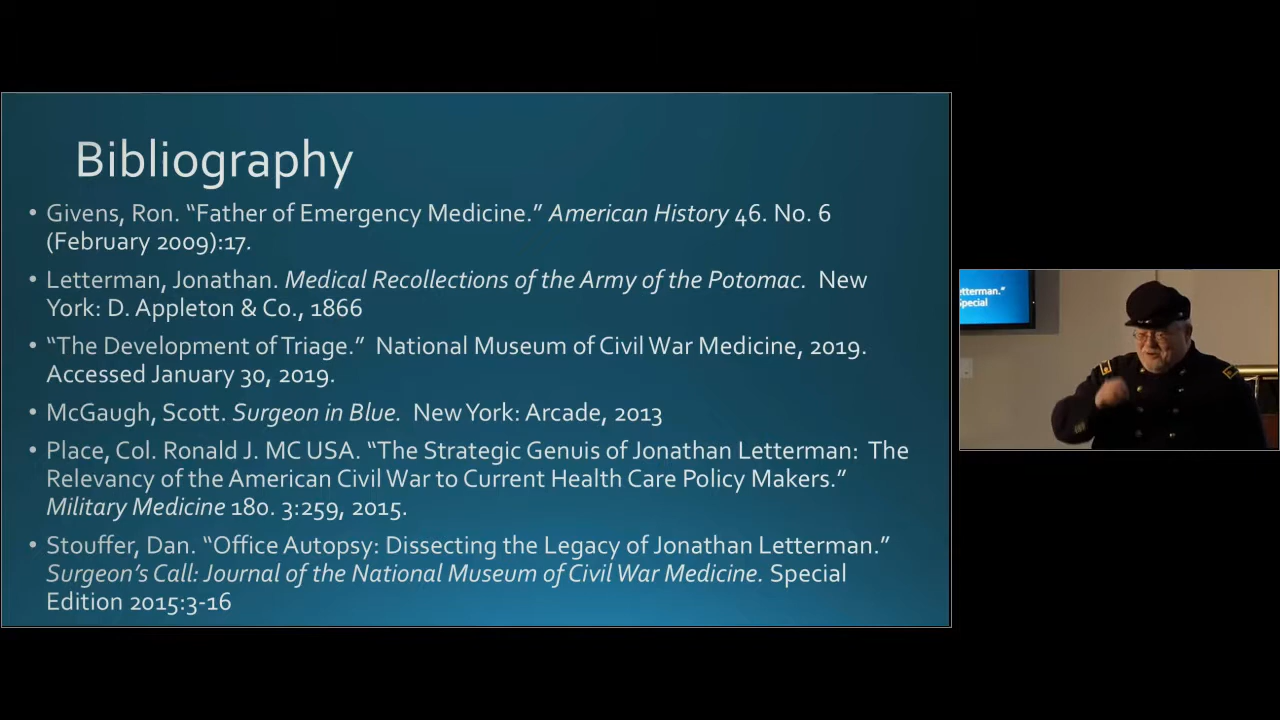 Bibliography
• Givens, Ron. “Father of Emergency Medicine.” American History 46. No. 6
(February 2009):17.
• Letterman, Jonathan. Medical Recollections of the Army of the Potomac. New
York: D. Appleton & Co., 1866
• “The Development of Triage.” National Museum of Civil War Medicine, 2019.
Accessed January 30, 2019.
• McGaugh, Scott. Surgeon in Blue. New York: Arcade, 2013
• Place, Col. Ronald J. MC USA. “The Strategic Genuis of Jonathan Letterman: The
Relevancy of the American Civil War to Current Health Care Policy Makers.”
Military Medicine 180. 3:259, 2015.
• Stouffer, Dan. “Office Autopsy: Dissecting the Legacy of Jonathan Letterman.”
Surgeon’s Call: Journal of the National Museum of Civil War Medicine. Special
Edition 2015:3-16
etterman.”
Special